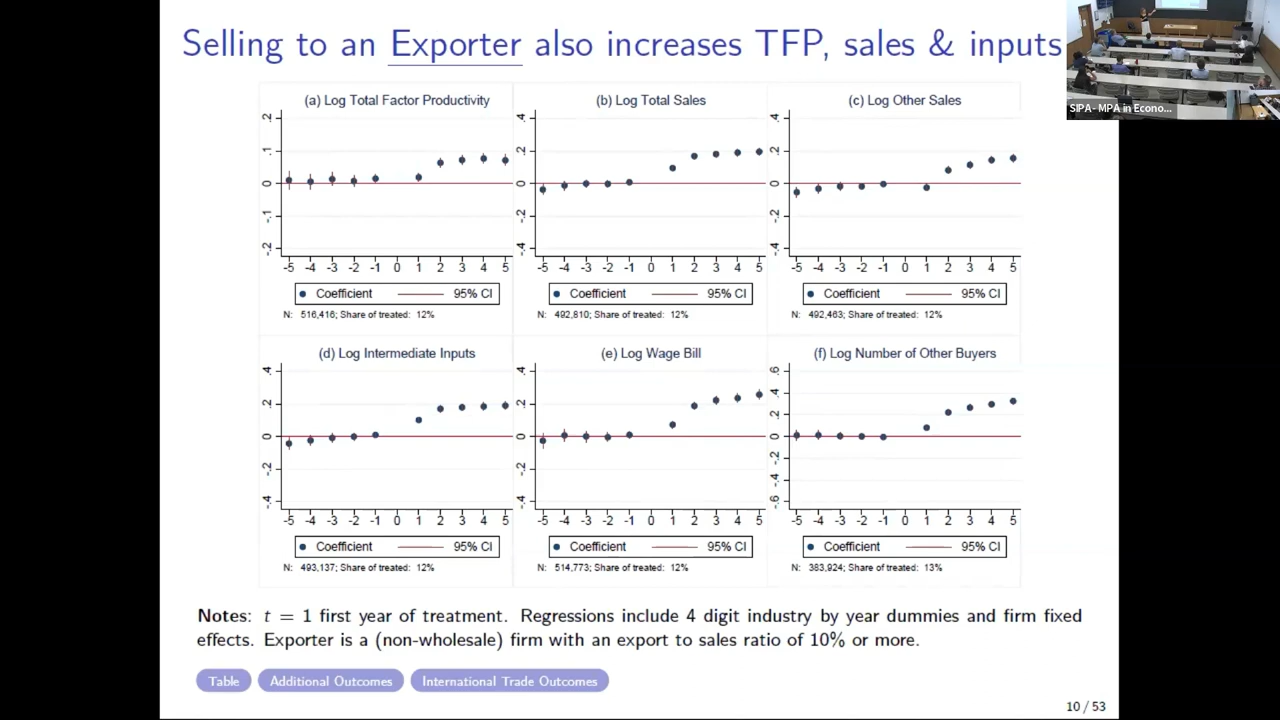 Selling to an Exporter also increases TFP, sales & inputs
SIPA- MPA in Econo...
(a) Log Total Factor Productivity
.2
.1
0
-.1
-.2
-5 -4 -3 -2 -1 0 1 2 3 4 5
Coefficient 95% CI
N: 516,416; Share of treated: 12%
(b) Log Total Sales
.4
.2
0
-.2
-.4
-5 -4 -3 -2 -1 0 1 2 3 4 5
Coefficient 95% CI
N: 492,810; Share of treated: 12%
(c) Log Other Sales
.4
.2
0
-.2
-.4
-5 -4 -3 -2 -1 0 1 2 3 4 5
Coefficient 95% CI
N: 492,463; Share of treated: 12%
(d) Log Intermediate Inputs
.4
.2
0
-.2
-.4
-5 -4 -3 -2 -1 0 1 2 3 4 5
Coefficient 95% CI
N: 493,137; Share of treated: 12%
(e) Log Wage Bill
.4
.2
0
-.2
-.4
-5 -4 -3 -2 -1 0 1 2 3 4 5
Coefficient 95% CI
N: 514,773; Share of treated: 12%
(f) Log Number of Other Buyers
.6
.4
.2
0
-.2
-.4
-.6
-5 -4 -3 -2 -1 0 1 2 3 4 5
Coefficient 95% CI
N: 383,924; Share of treated: 13%
Notes: t = 1 first year of treatment. Regressions include 4 digit industry by year dummies and firm fixed
effects. Exporter is a (non-wholesale) firm with an export to sales ratio of 10% or more.
Table Additional Outcomes International Trade Outcomes
10 / 53